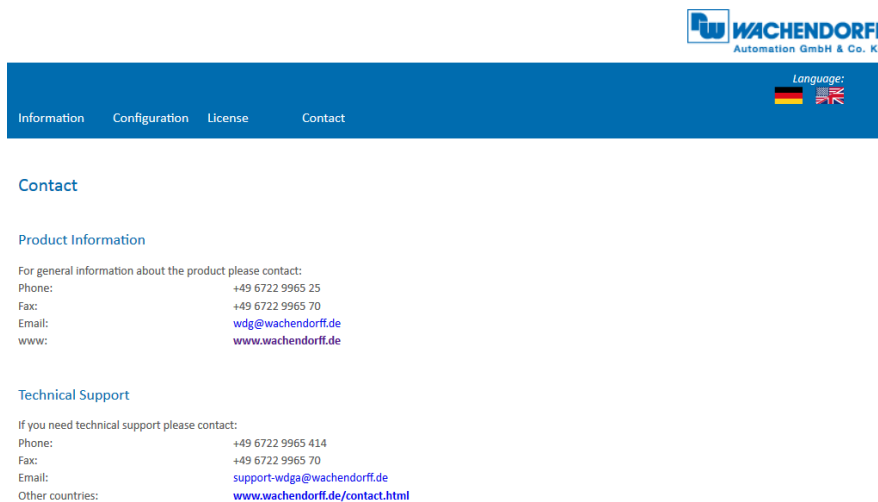 WACHENDORFF
Automation GmbH & Co. K
Language:
Information Configuration License Contact
Contact
Product Information
For general information about the product please contact:
Phone: +49 6722 9965 25
Fax: +49 6722 9965 70
Email: wdg@wachendorff.de
www: www.wachendorff.de
Technical Support
If you need technical support please contact:
Phone: +49 6722 9965 414
Fax: +49 6722 9965 70
Email: support-wdga@wachendorff.de
Other countries: www.wachendorff.de/contact.html